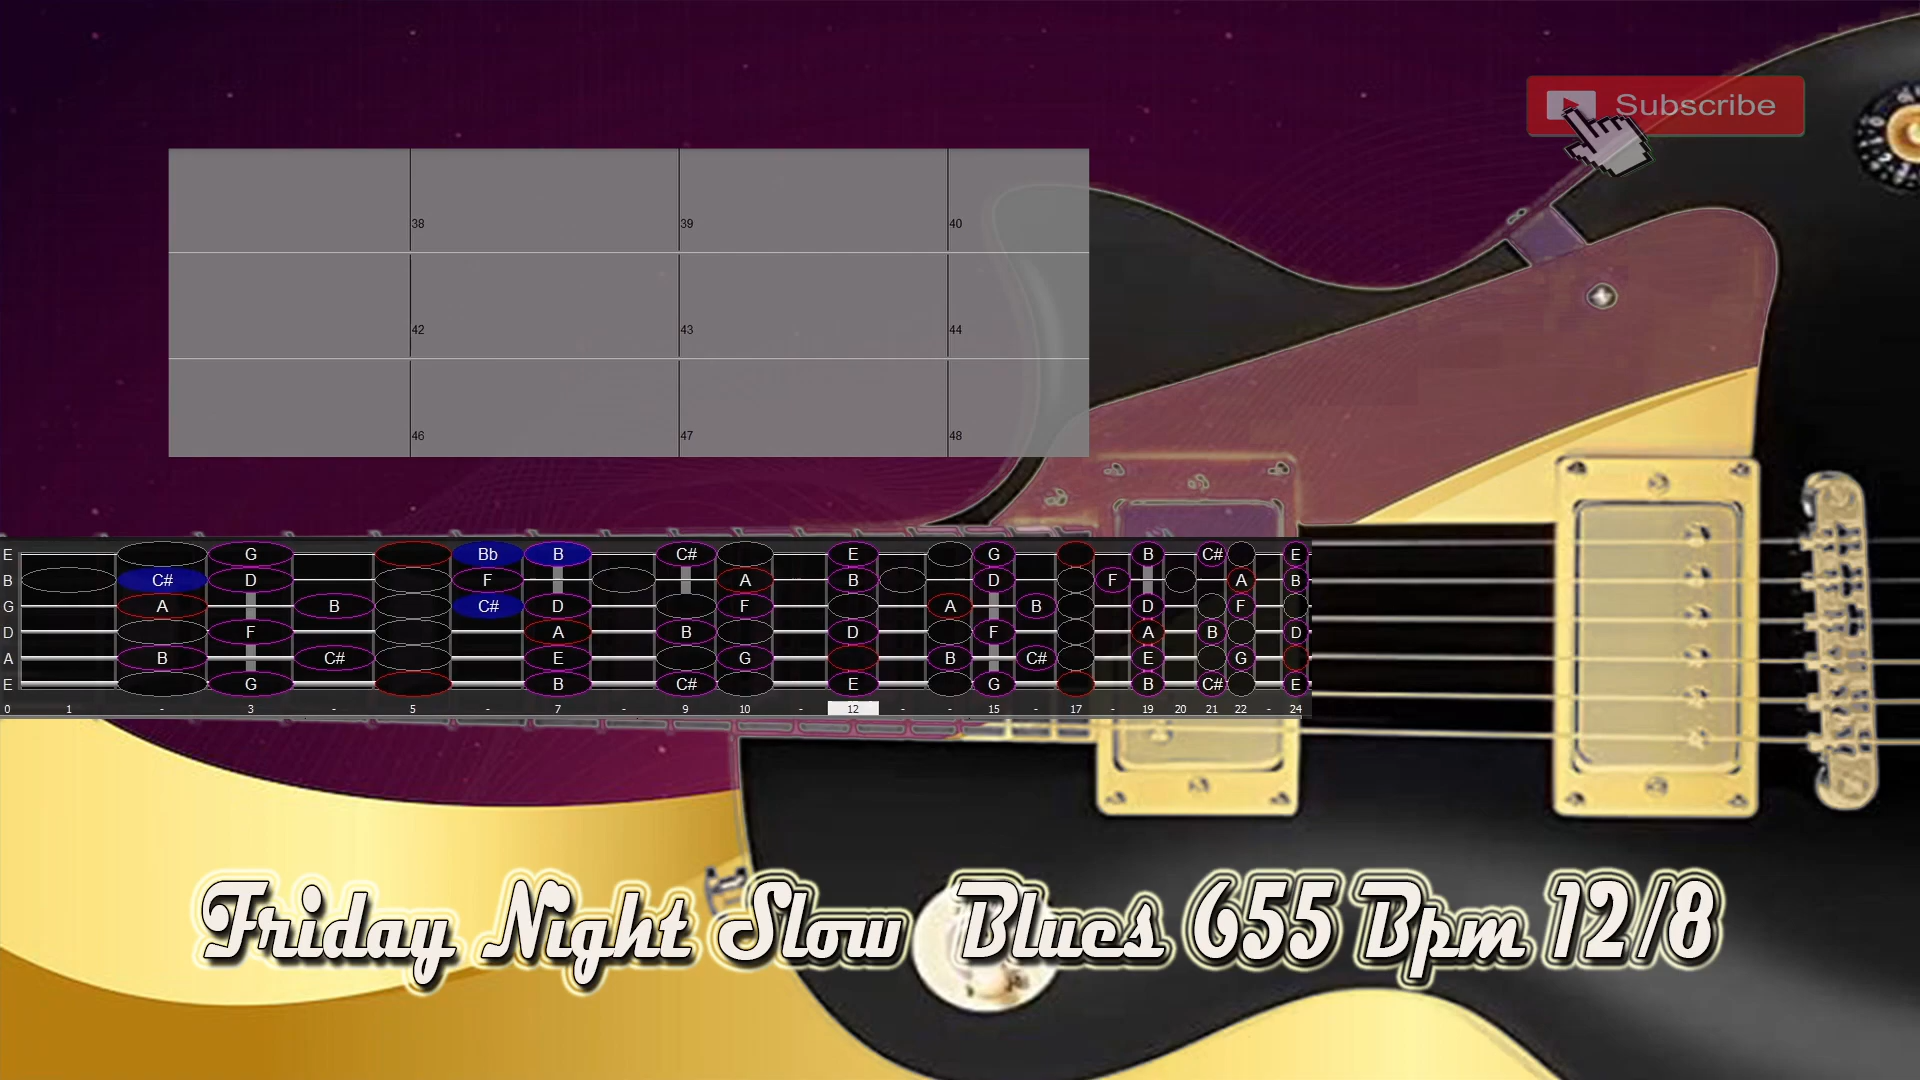 Subscribe
38 39 40
42 43 44
46 47 48
E G Bb B C# E G B C# E
B C# D F A B D F A B
G A B C# D F A B D F
D F A B D F A B D
A B C# E G B C# E G
E G B C# E G B C# E
0 1 - 3 - 5 - 7 - 9 10 - 12 - - 15 - 17 - 19 20 21 22 - 24
Friday Night Slow Blues 655 Bpm 12/8